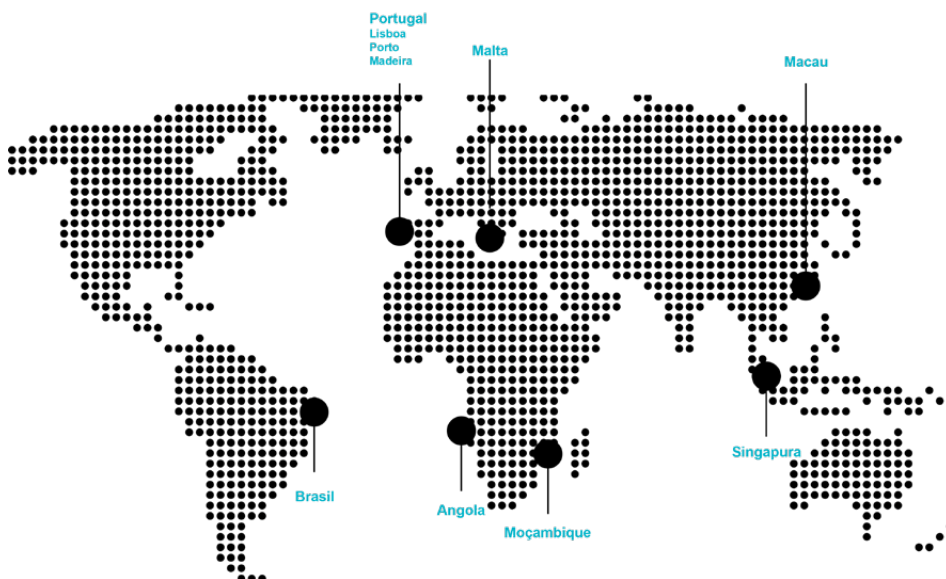 Portugal
Lisboa
Porto
Madeira
Malta
Macau
Singapura
Brasil
Angola
Moçambique